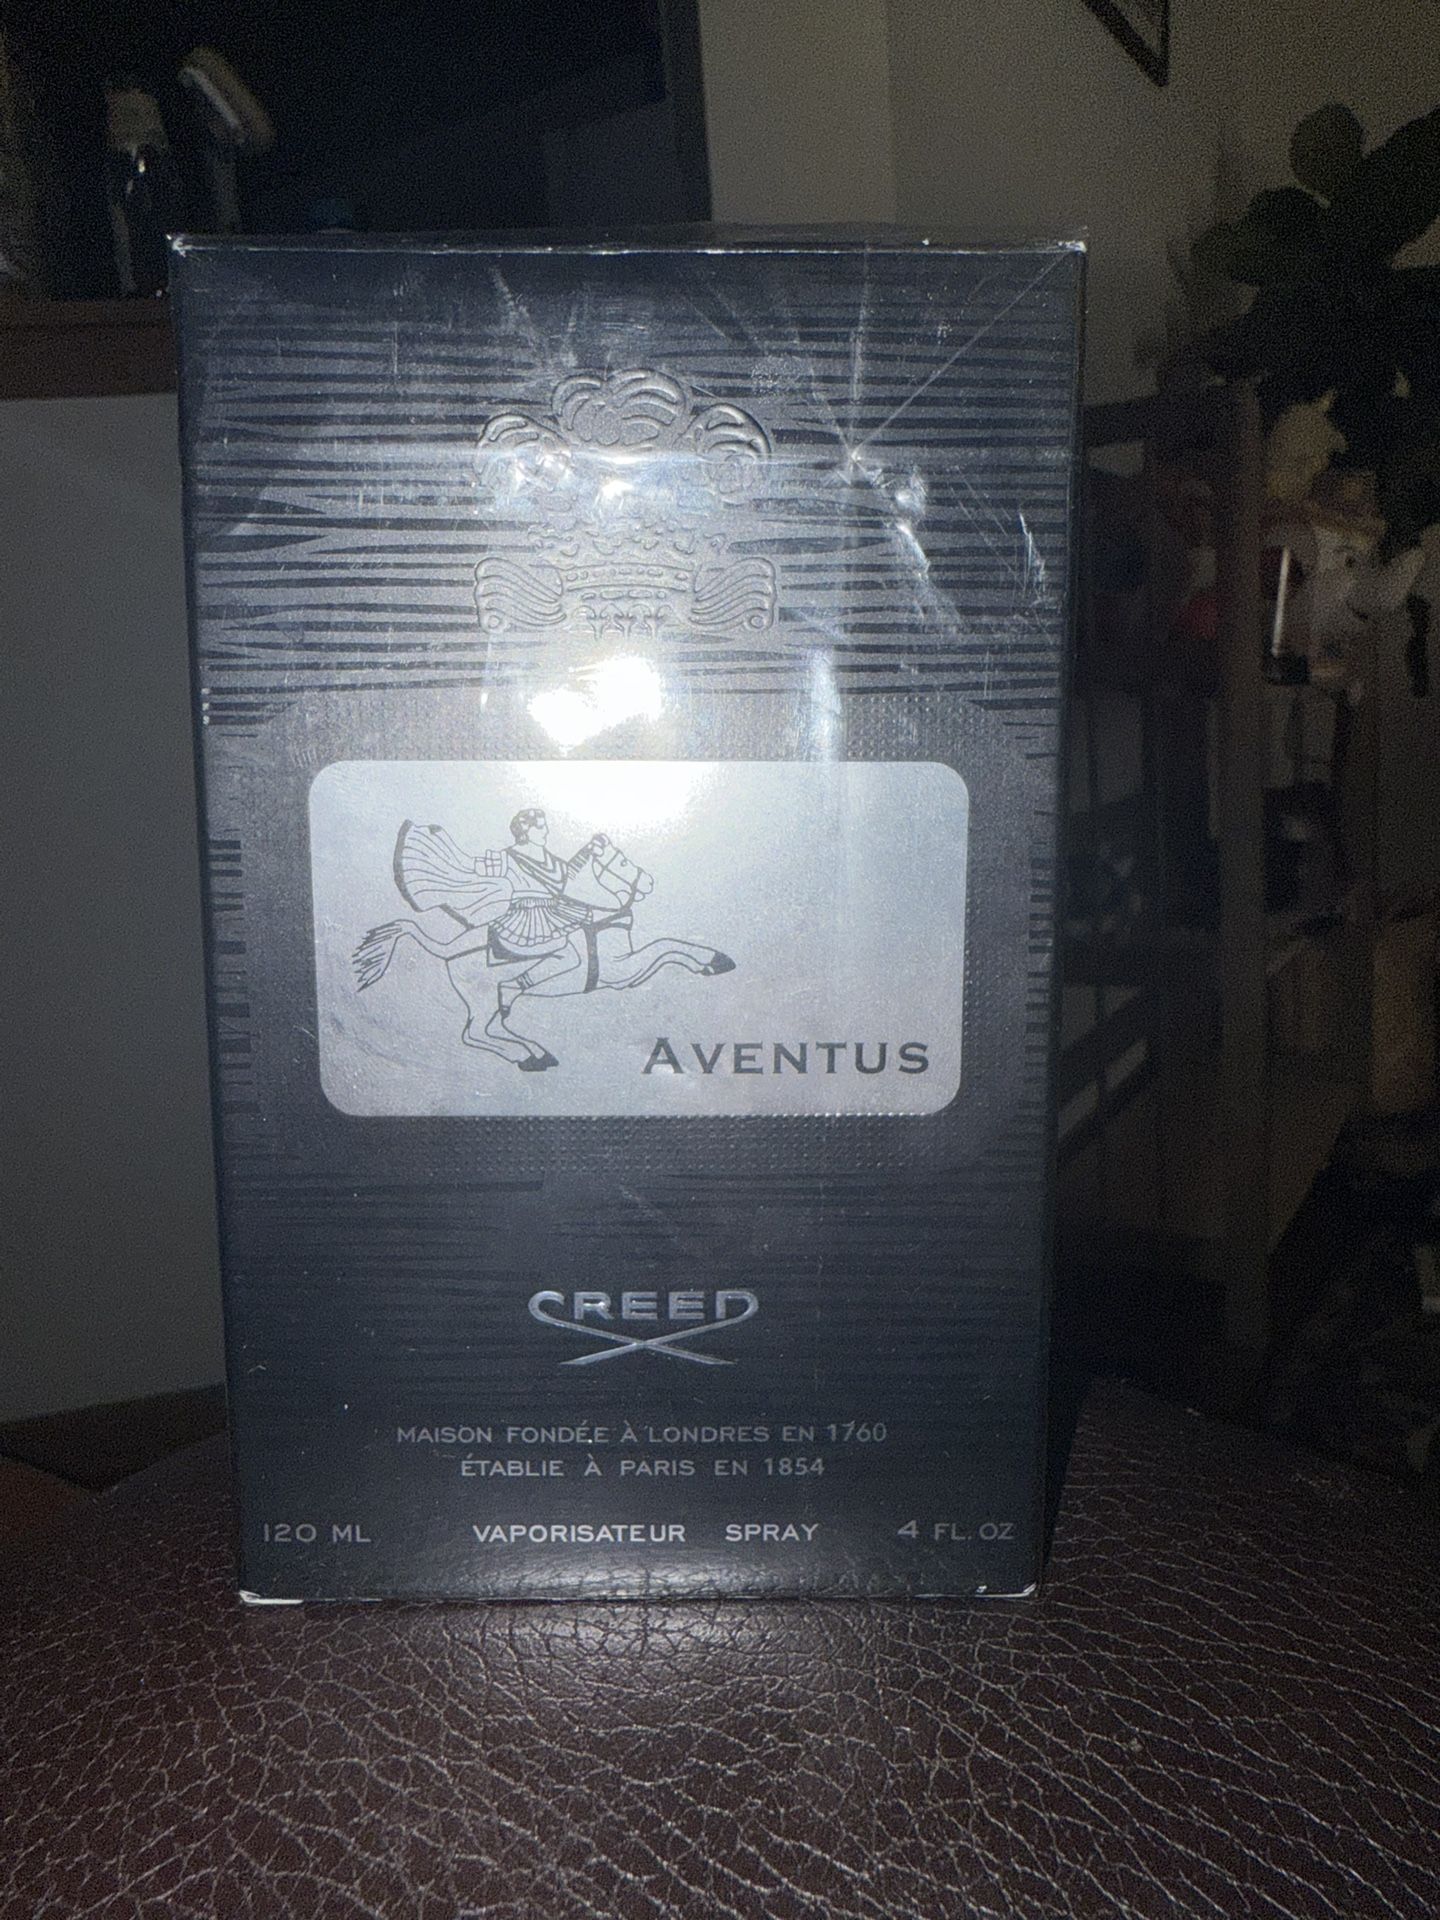 AVENTUS
CREED
MAISON FONDÉE À LONDRES EN 1760
ÉTABLIE À PARIS EN 1854
120 ML VAPORISATEUR SPRAY 4 FL. OZ